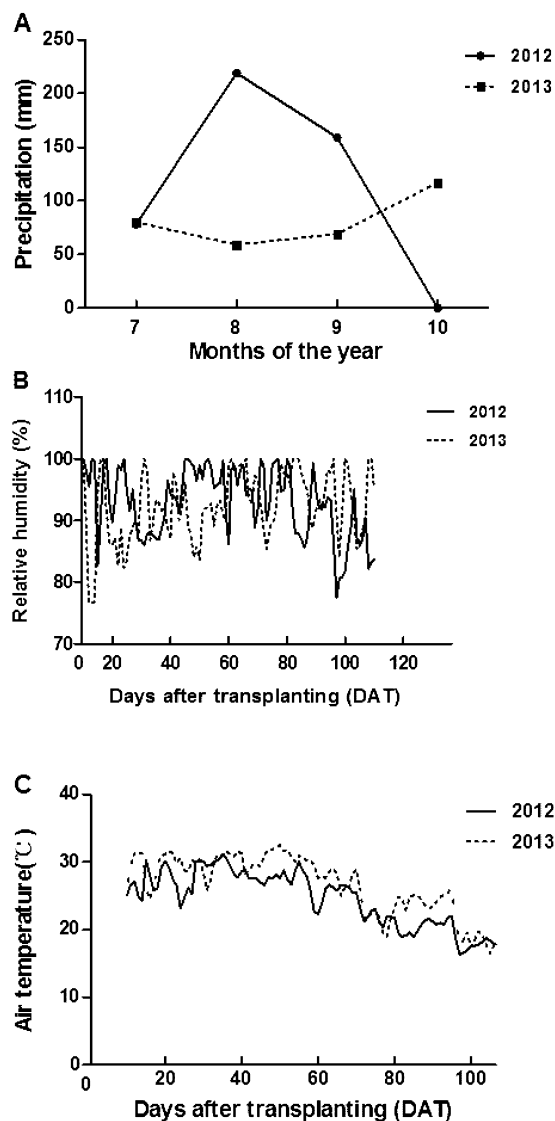 A
2012
2013
250
200
150
100
50
0
Precipitation (mm)
7 8 9 10
Months of the year
B
2012
2013
110
100
90
80
70
Relative humidity (%)
0 20 40 60 80 100 120
Days after transplanting (DAT)
C
2012
2013
40
30
20
10
0
Air temperature(℃)
0 20 40 60 80 100
Days after transplanting (DAT)